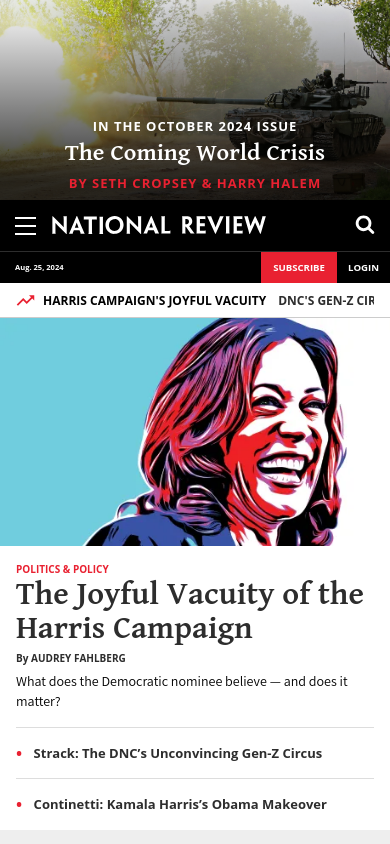 IN THE OCTOBER 2024 ISSUE
The Coming World Crisis
BY SETH CROPSEY & HARRY HALEM
NATIONAL REVIEW
Aug. 25, 2024
SUBSCRIBE
LOGIN
HARRIS CAMPAIGN'S JOYFUL VACUITY
DNC'S GEN-Z CIR
POLITICS & POLICY
The Joyful Vacuity of the
Harris Campaign
By AUDREY FAHLBERG
What does the Democratic nominee believe — and does it
matter?
• Strack: The DNC’s Unconvincing Gen-Z Circus
• Continetti: Kamala Harris’s Obama Makeover